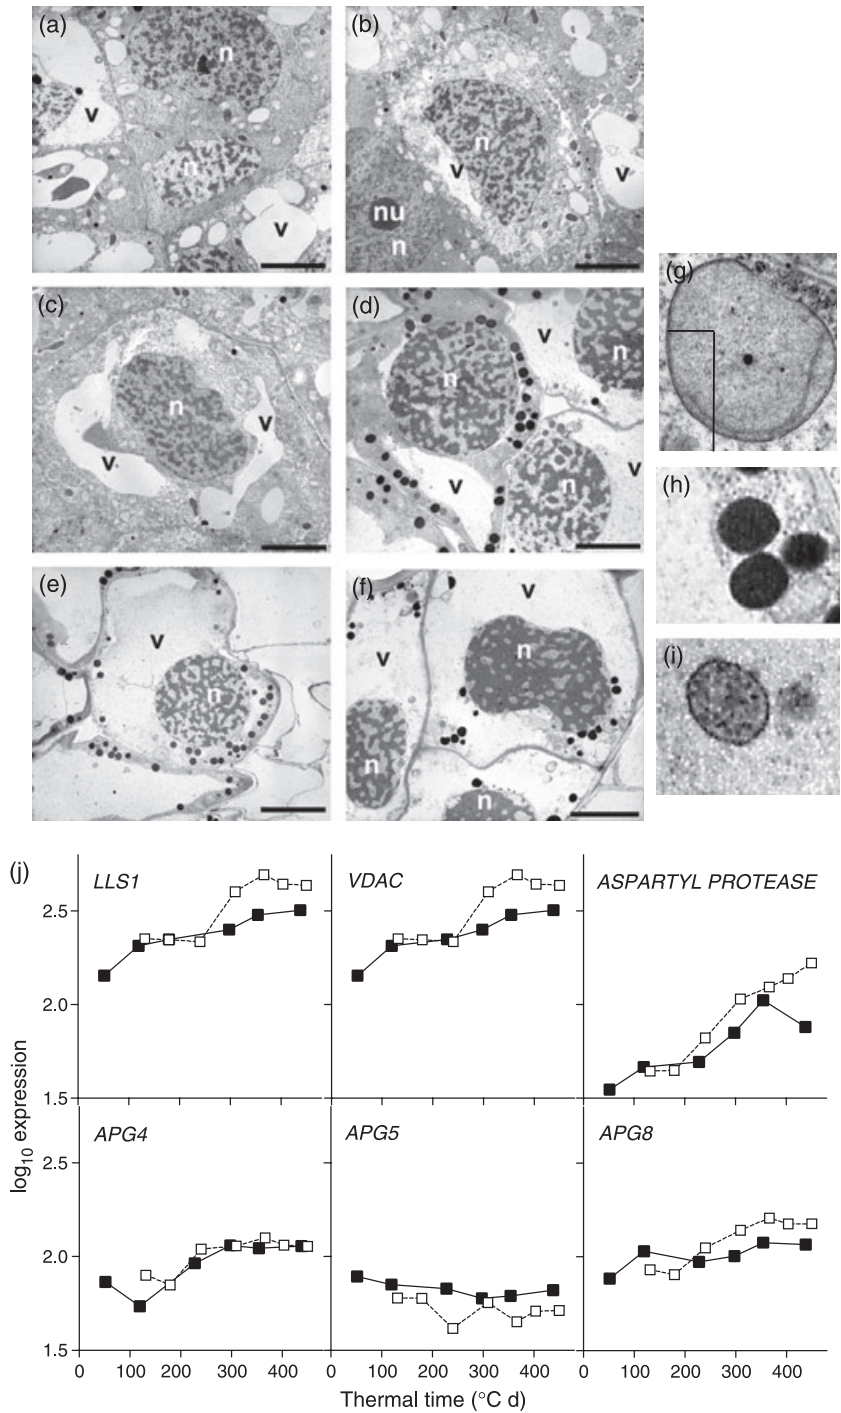 (a)
n
v
n
v
(b)
n
v
v
nu
n
(c)
n
v
v
(d)
v
n
n
v
v
n
(e)
v
n
(f)
v
n
v
n
n
(g)
(h)
(i)
(j)
LLS1
VDAC
ASPARTYL PROTEASE
2.5
2.0
1.5
APG4
APG5
APG8
2.5
2.0
1.5
log10 expression
0 100 200 300 400 0 100 200 300 400 0 100 200 300 400
Thermal time (°C d)